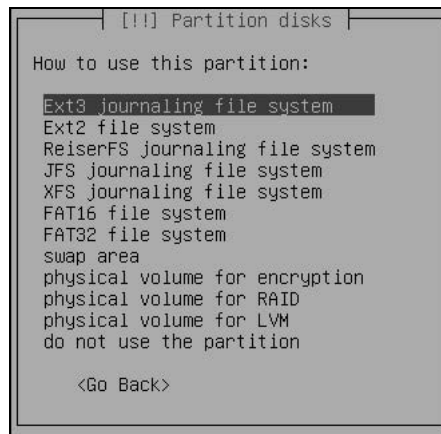 [!!] Partition disks
How to use this partition:
Ext3 journaling file system
Ext2 file system
ReiserFS journaling file system
JFS journaling file system
XFS journaling file system
FAT16 file system
FAT32 file system
swap area
physical volume for encryption
physical volume for RAID
physical volume for LVM
do not use the partition
<Go Back>